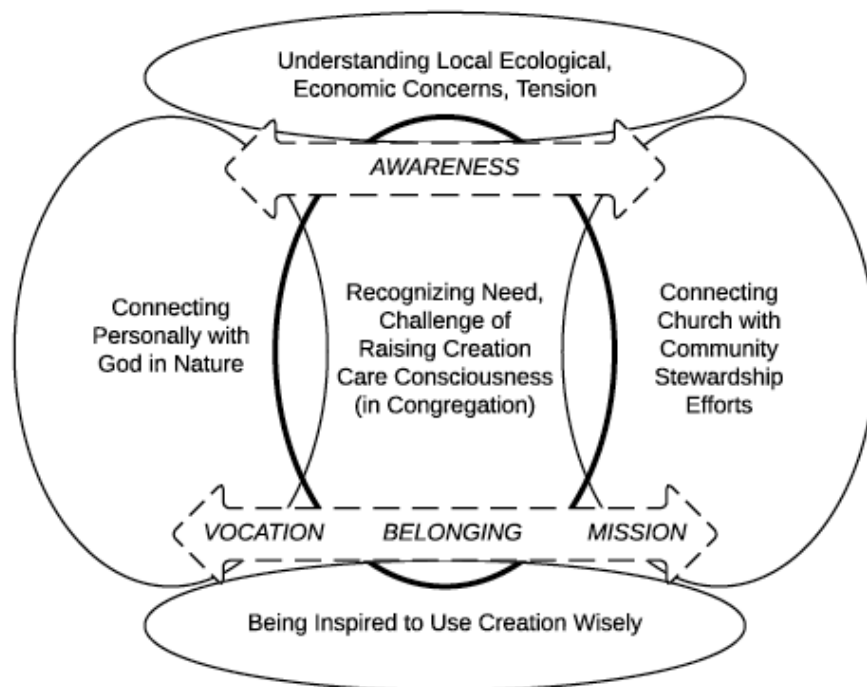 Understanding Local Ecological,
Economic Concerns, Tension
AWARENESS
Connecting
Personally with
God in Nature
Recognizing Need,
Challenge of
Raising Creation
Care Consciousness
(in Congregation)
Connecting
Church with
Community
Stewardship
Efforts
VOCATION BELONGING MISSION
Being Inspired to Use Creation Wisely